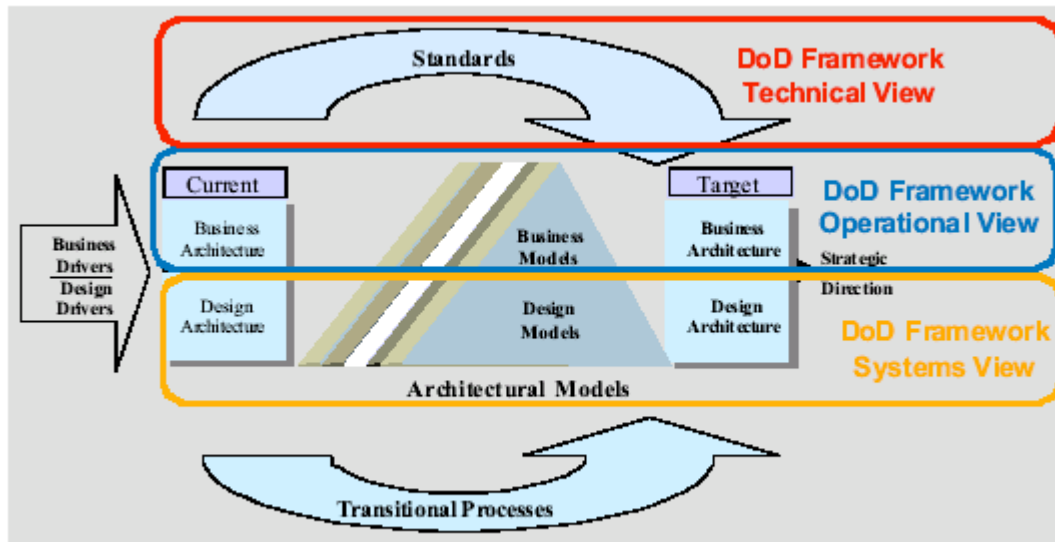 Standards
DoD Framework
Technical View
Current
Target
DoD Framework
Operational View
Business
Drivers
Design
Drivers
Business
Architecture
Business
Models
Business
Architecture
Strategic
Direction
Design
Architecture
Design
Models
Design
Architecture
DoD Framework
Systems View
Architectural Models
Transitional Processes